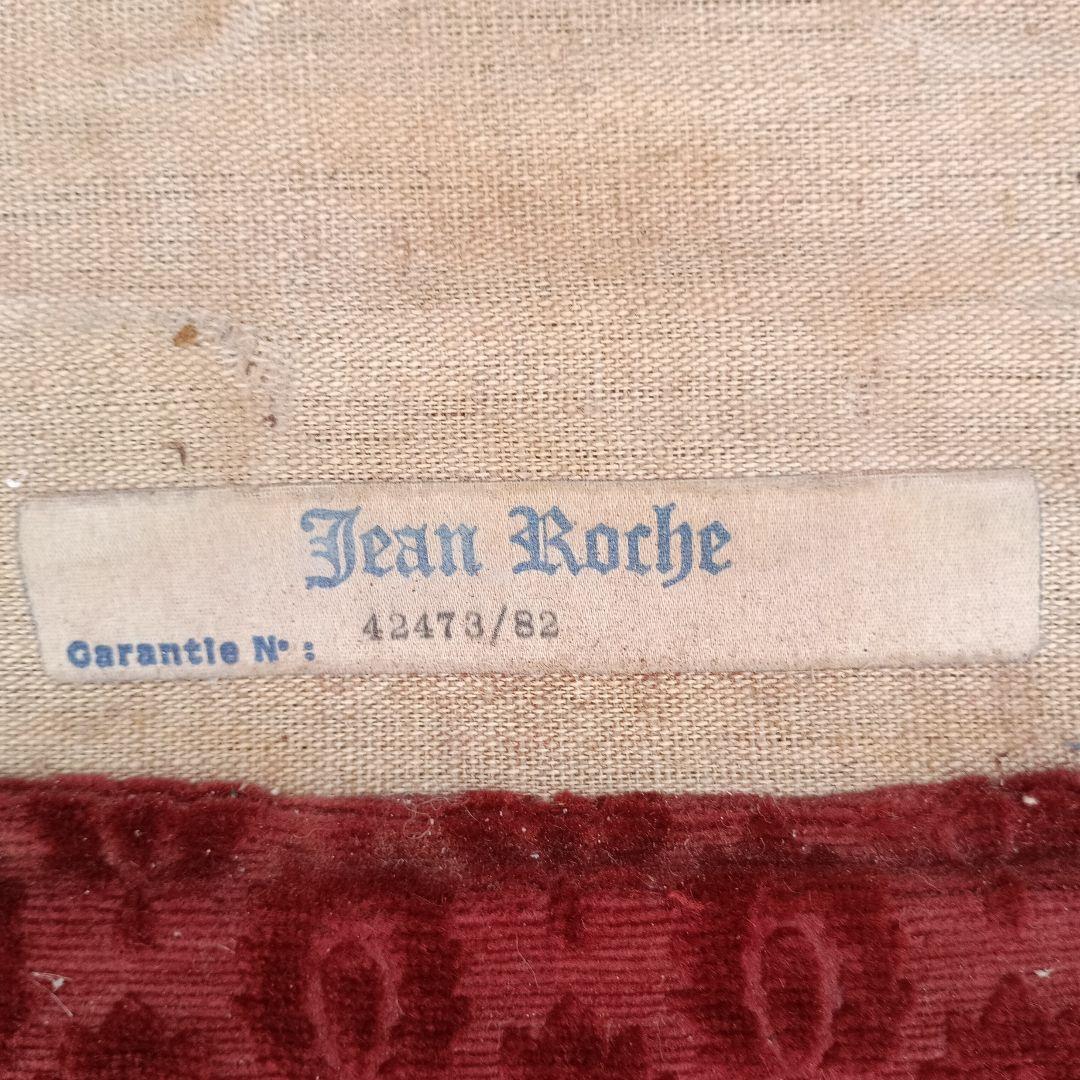 Jean Roche
42473/82
Garantie N° :